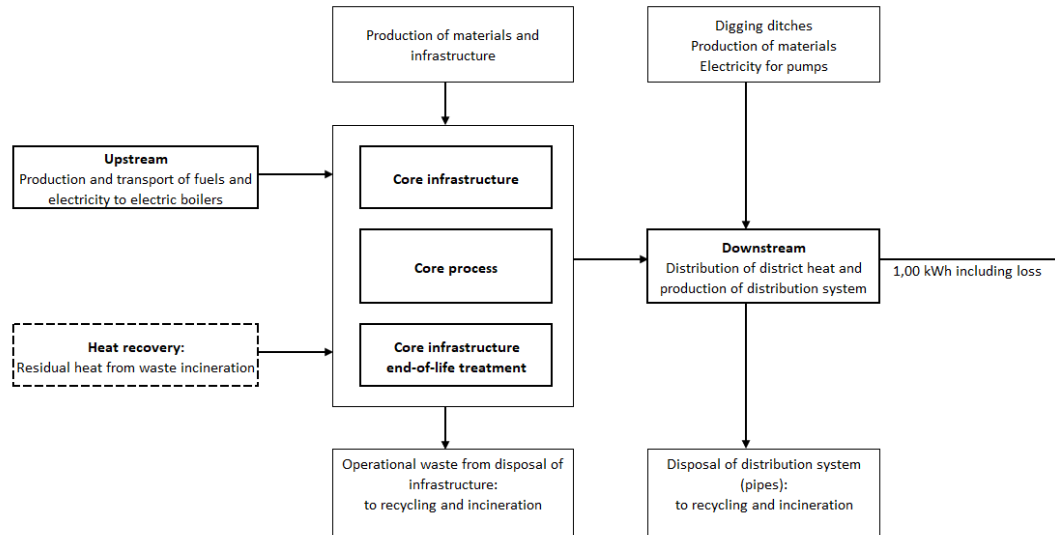 Production of materials and
infrastructure
Digging ditches
Production of materials
Electricity for pumps
Upstream
Production and transport of fuels and
electricity to electric boilers
Core infrastructure
Core process
Downstream
Distribution of district heat and
production of distribution system
1,00 kWh including loss
Heat recovery:
Residual heat from waste incineration
Core infrastructure
end-of-life treatment
Operational waste from disposal of
infrastructure:
to recycling and incineration
Disposal of distribution system
(pipes):
to recycling and incineration